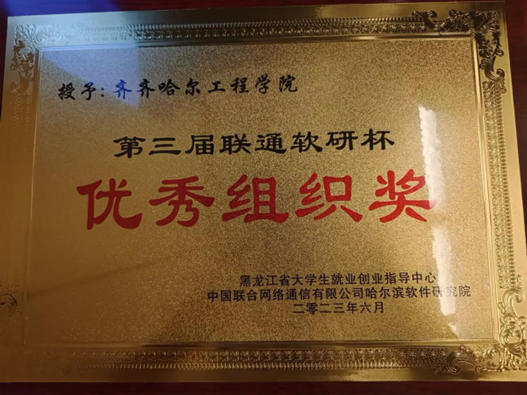 授予：齐齐哈尔工程学院
第三届联通软研杯
优秀组织奖
黑龙江省大学生就业创业指导中心
中国联合网络通信有限公司哈尔滨软件研究院
二零二三年六月